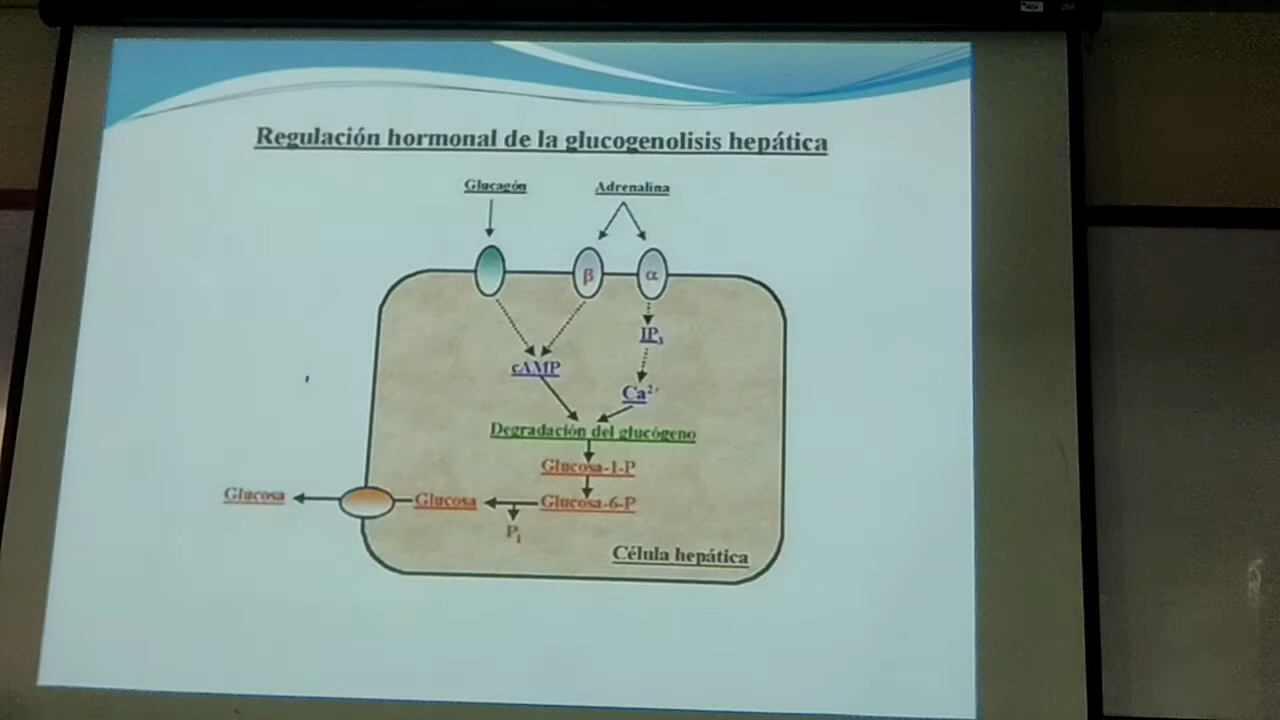 Regulación hormonal de la glucogenolisis hepática
Glucagón
Adrenalina
β
α
IP₃
cAMP
Ca²⁺
Degradación del glucógeno
Glucosa-1-P
Glucosa
Glucosa
Glucosa-6-P
Pᵢ
Célula hepática